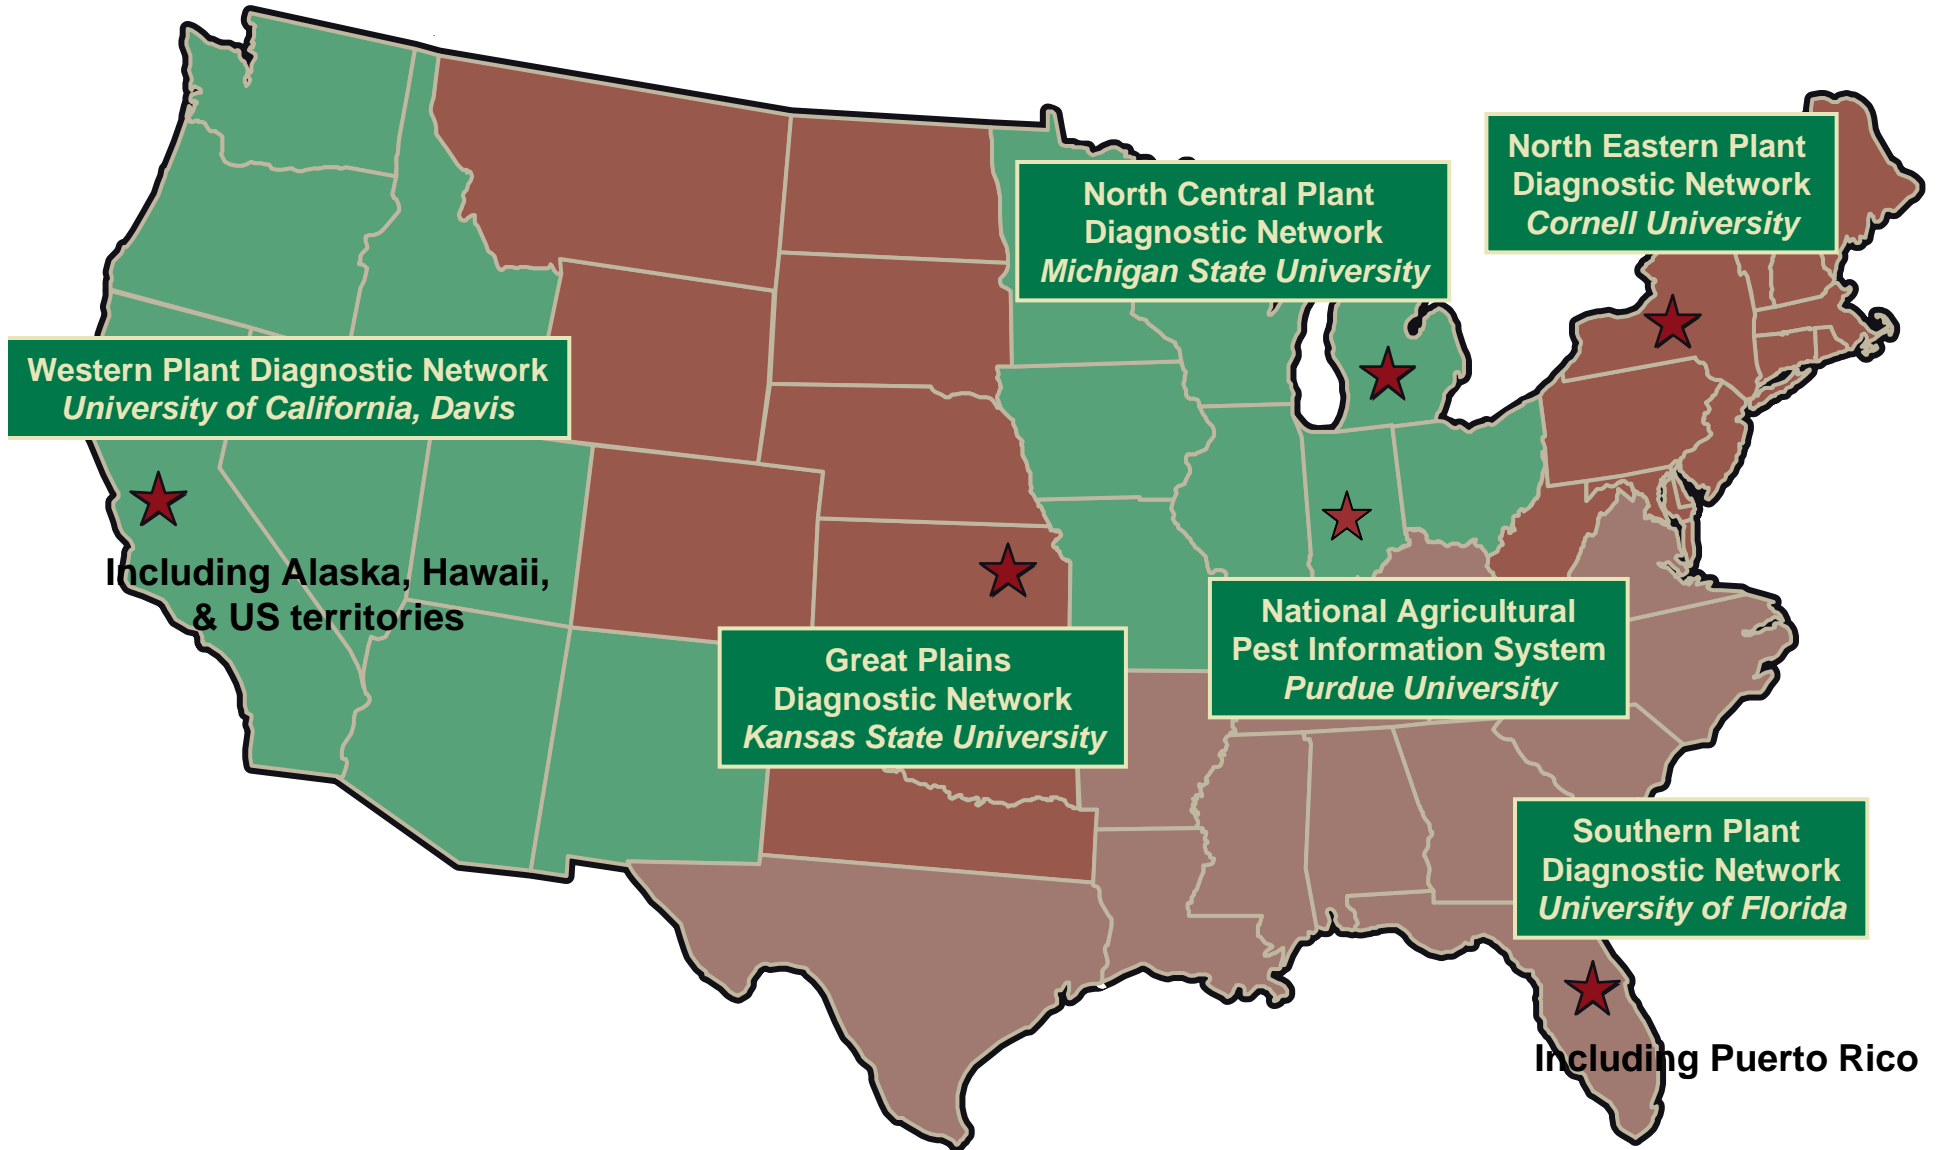 North Eastern Plant
Diagnostic Network
Cornell University
North Central Plant
Diagnostic Network
Michigan State University
Western Plant Diagnostic Network
University of California, Davis
Including Alaska, Hawaii,
& US territories
National Agricultural
Pest Information System
Purdue University
Great Plains
Diagnostic Network
Kansas State University
Southern Plant
Diagnostic Network
University of Florida
Including Puerto Rico